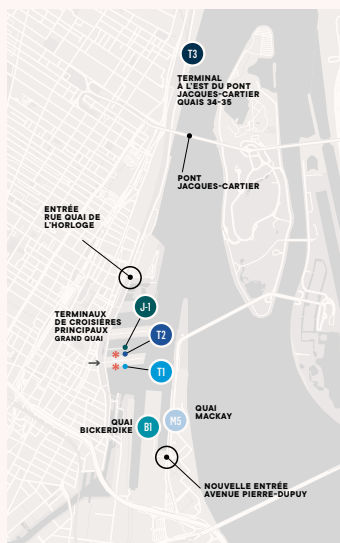 T3
TERMINAL
À L'EST DU PONT
JACQUES-CARTIER
QUAIS 34-35
PONT
JACQUES-CARTIER
ENTRÉE
RUE QUAI DE
L'HORLOGE
J-1
TERMINAUX
DE CROISIÈRES
PRINCIPAUX
GRAND QUAI
T2
T1
QUAI
BICKERDIKE
B1
M5
QUAI
MACKAY
NOUVELLE ENTRÉE
AVENUE PIERRE-DUPUY